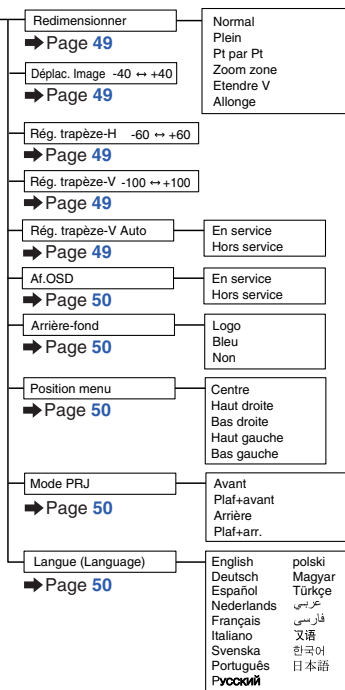 Redimensionner
Page 49
Normal
Plein
Pt par Pt
Zoom zone
Etendre V
Allonge
Déplac. Image -40 ↔ +40
Page 49
Rég. trapèze-H -60 ↔ +60
Page 49
Rég. trapèze-V -100 ↔ +100
Page 49
Rég. trapèze-V Auto
Page 49
En service
Hors service
Af.OSD
Page 50
En service
Hors service
Arrière-fond
Page 50
Logo
Bleu
Non
Position menu
Page 50
Centre
Haut droite
Bas droite
Haut gauche
Bas gauche
Mode PRJ
Page 50
Avant
Plaf+avant
Arrière
Plaf+arr.
Langue (Language)
Page 50
English polski
Deutsch Magyar
Español Türkçe
Nederlands عربي
Français فارسی
Italiano 汉语
Svenska 한국어
Português 日本語
Русский